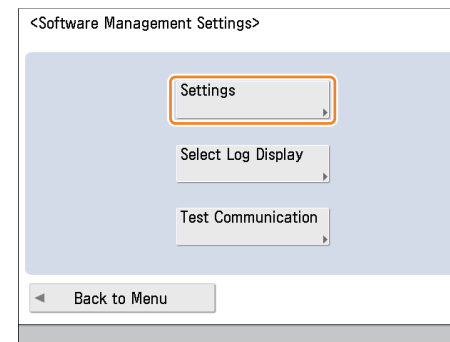 <Software Management Settings>
Settings
Select Log Display
Test Communication
Back to Menu